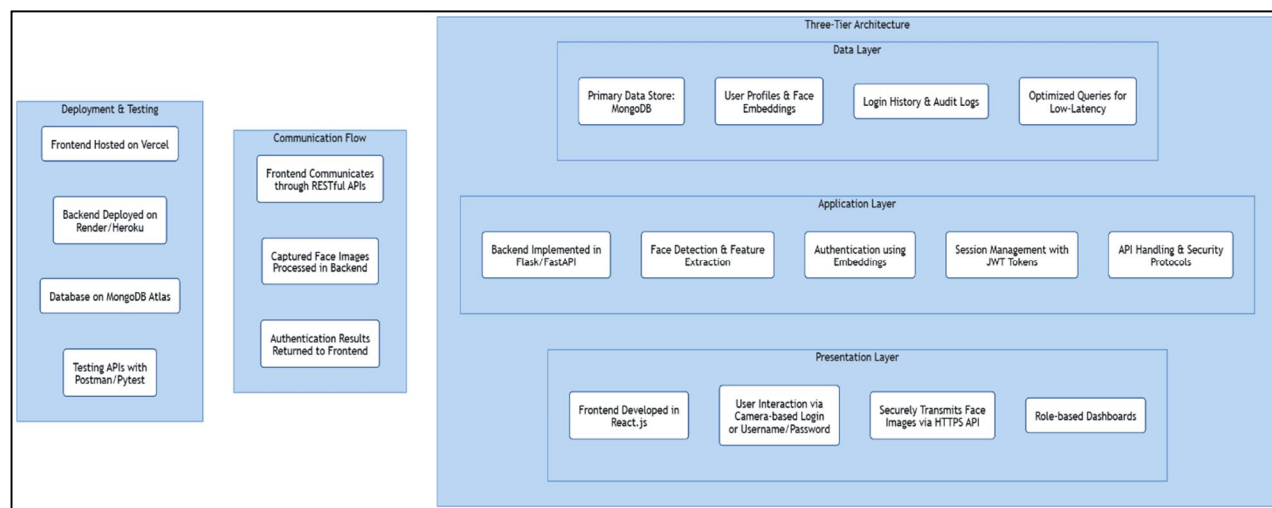 Deployment & Testing
Frontend Hosted on Vercel
Backend Deployed on
Render/Heroku
Database on MongoDB Atlas
Testing APIs with
Postman/Pytest
Communication Flow
Frontend Communicates
through RESTful APIs
Captured Face Images
Processed in Backend
Authentication Results
Returned to Frontend
Three-Tier Architecture
Data Layer
Primary Data Store:
MongoDB
User Profiles & Face
Embeddings
Login History & Audit Logs
Optimized Queries for
Low-Latency
Application Layer
Backend Implemented in
Flask/FastAPI
Face Detection & Feature
Extraction
Authentication using
Embeddings
Session Management with
JWT Tokens
API Handling & Security
Protocols
Presentation Layer
Frontend Developed in
React.js
User Interaction via
Camera-based Login
or Username/Password
Securely Transmits Face
Images via HTTPS API
Role-based Dashboards